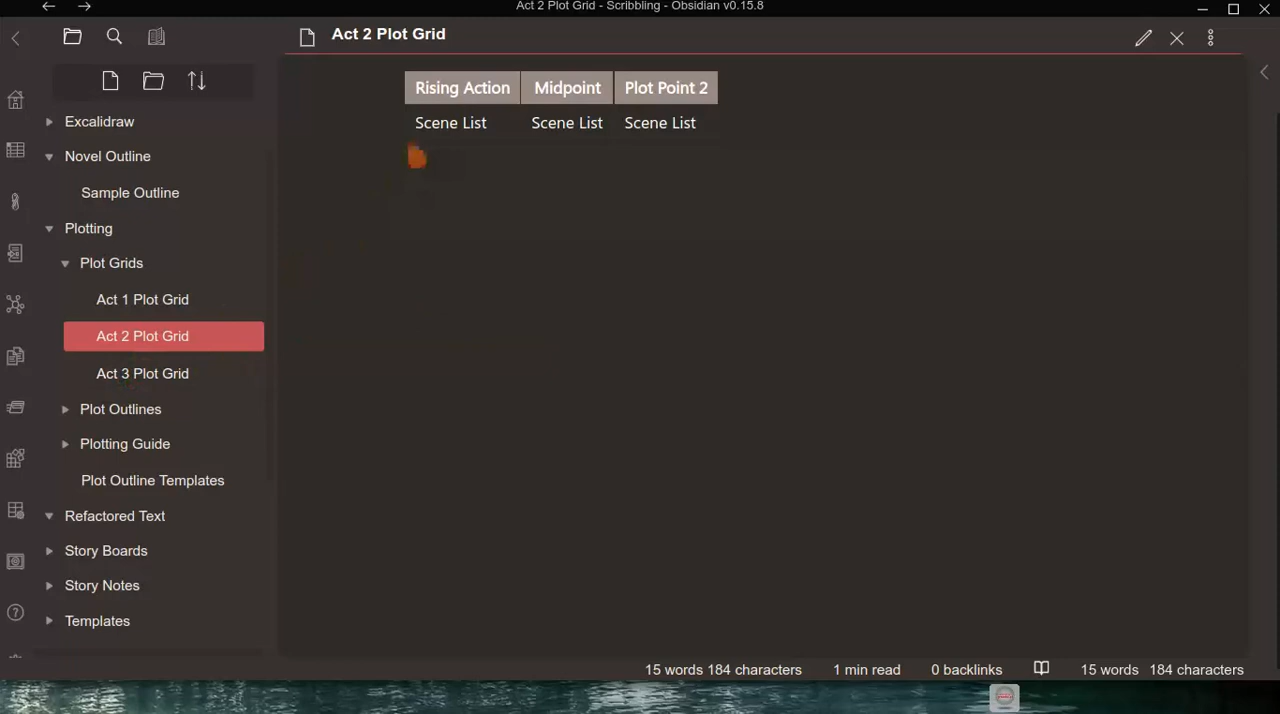 Act 2 Plot Grid - Scribbling - Obsidian v0.15.8
Act 2 Plot Grid
Rising Action Midpoint Plot Point 2
Scene List Scene List Scene List
Excalidraw
Novel Outline
Sample Outline
Plotting
Plot Grids
Act 1 Plot Grid
Act 2 Plot Grid
Act 3 Plot Grid
Plot Outlines
Plotting Guide
Plot Outline Templates
Refactored Text
Story Boards
Story Notes
Templates
15 words 184 characters 1 min read 0 backlinks 15 words 184 characters